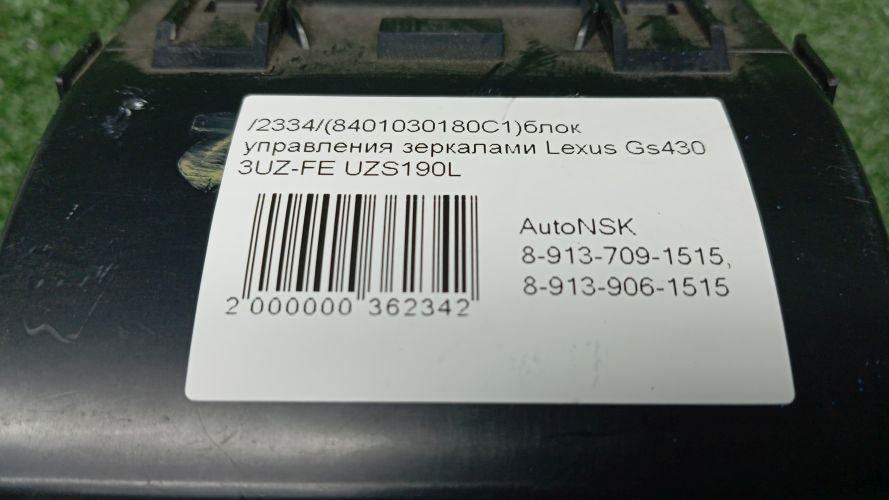 /2334/(8401030180C1)блок
управления зеркалами Lexus Gs430
3UZ-FE UZS190L
AutoNSK
8-913-709-1515,
8-913-906-1515
2 000000 362342